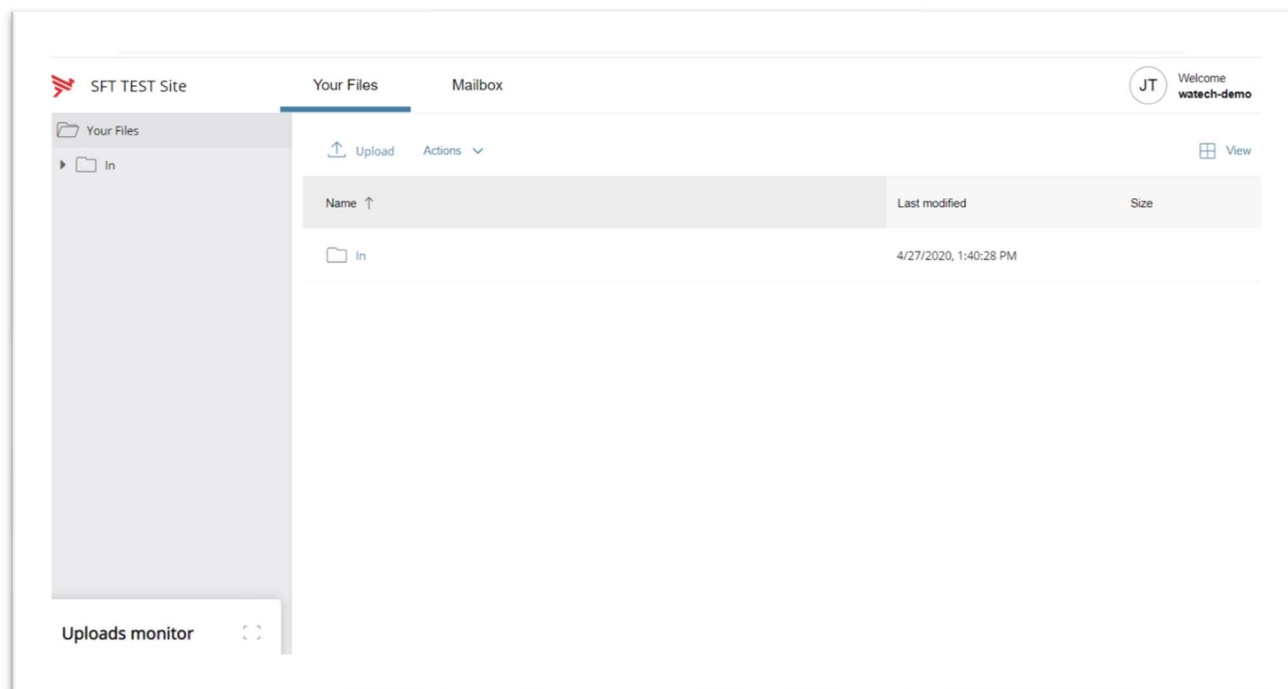 SFT TEST Site
Your Files
Mailbox
JT
Welcome
watech-demo
Your Files
In
Upload
Actions
View
Name
Last modified
Size
In
4/27/2020, 1:40:28 PM
Uploads monitor